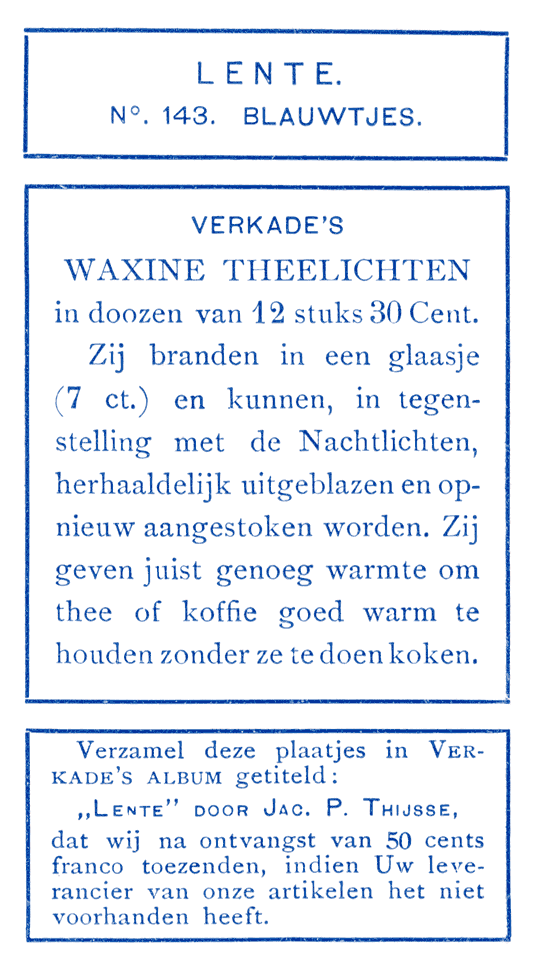 LENTE.
Nº. 143. BLAUWTJES.
VERKADE'S
WAXINE THEELICHTEN
in doozen van 12 stuks 30 Cent.
Zij branden in een glaasje
(7 ct.) en kunnen, in tegen-
stelling met de Nachtlichten,
herhaaldelijk uitgeblazen en op-
nieuw aangestoken worden. Zij
geven juist genoeg warmte om
thee of koffie goed warm te
houden zonder ze te doen koken.
Verzamel deze plaatjes in VER-
KADE'S ALBUM getiteld:
„LENTE” DOOR JAC. P. THIJSSE,
dat wij na ontvangst van 50 cents
franco toezenden, indien Uw leve-
rancier van onze artikelen het niet
voorhanden heeft.